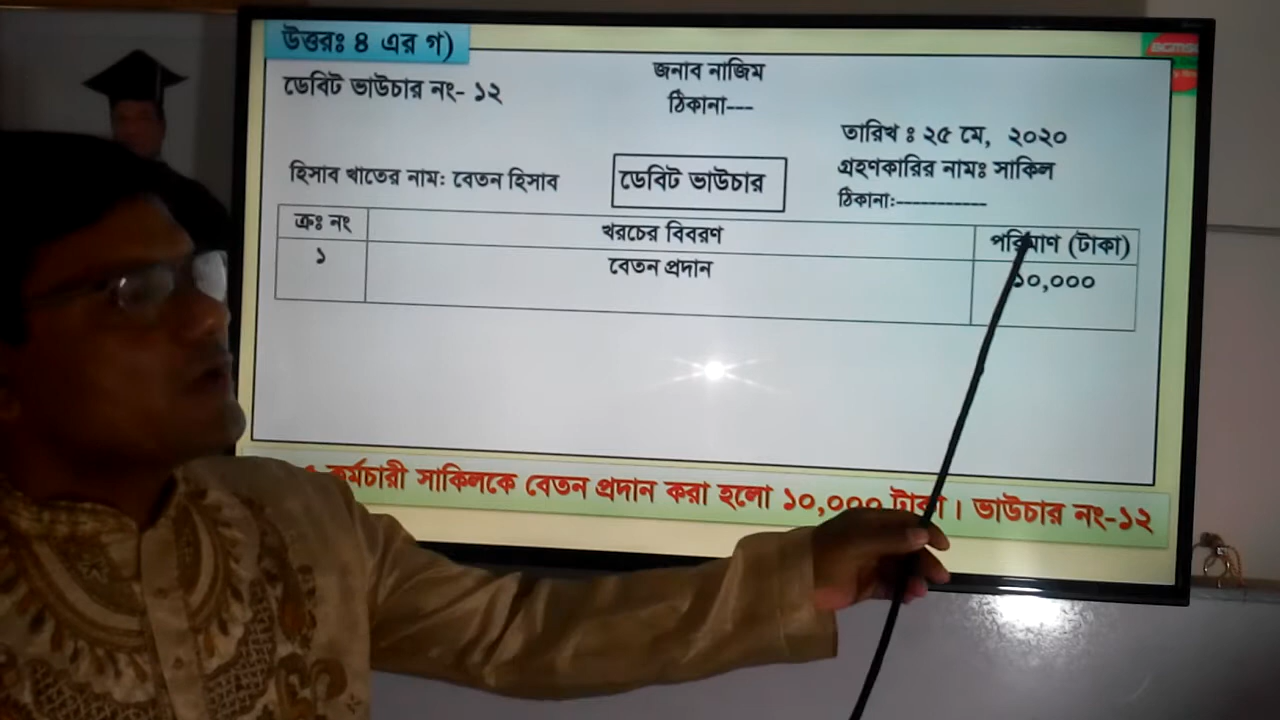 উত্তরঃ ৪ এর গ)
জনাব নাজিম
ডেবিট ভাউচার নং- ১২
ঠিকানা---
তারিখ ঃ ২৫ মে, ২০২০
হিসাব খাতের নাম: বেতন হিসাব
ডেবিট ভাউচার
গ্রহণকারির নামঃ সাকিল
ঠিকানা:-----------
ক্রঃ নং খরচের বিবরণ পরিমাণ (টাকা)
১ বেতন প্রদান ১০,০০০
কর্মচারী সাকিলকে বেতন প্রদান করা হলো ১০,০০০ টাকা। ভাউচার নং-১২